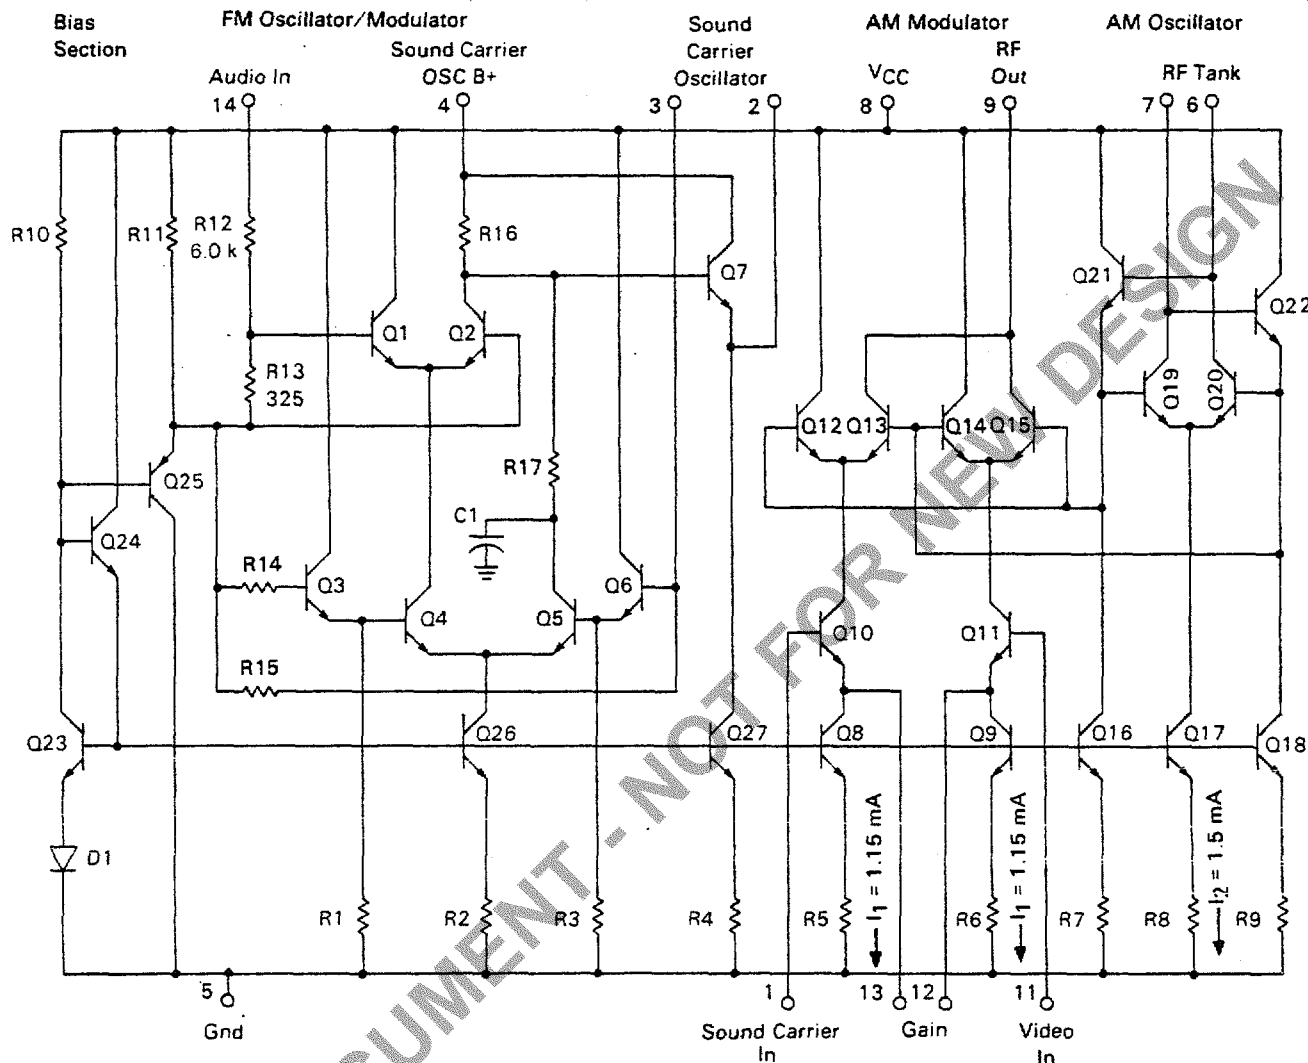 Bias
Section
FM Oscillator/Modulator
Sound Carrier
OSC B+
Sound
Carrier
Oscillator
AM Modulator
RF
Out
AM Oscillator
RF Tank
Audio In
VCC
14
4
3
2
8
9
7
6
R10
R11
R12
6.0 k
R16
Q7
Q21
Q22
Q1
Q2
R13
325
Q19
Q20
Q12
Q13
Q14
Q15
R17
Q25
C1
Q24
R14
Q3
Q4
Q5
Q6
Q10
Q11
R15
Q23
Q26
Q27
Q8
Q9
Q16
Q17
Q18
D1
R1
R2
R3
R4
R5
I1 = 1.15 mA
R6
I1 = 1.15 mA
R7
R8
I2 = 1.5 mA
R9
5
Gnd
1
13
12
11
Sound Carrier
In
Gain
Video
In
CUMENT - NOT FOR NEW DESIGN